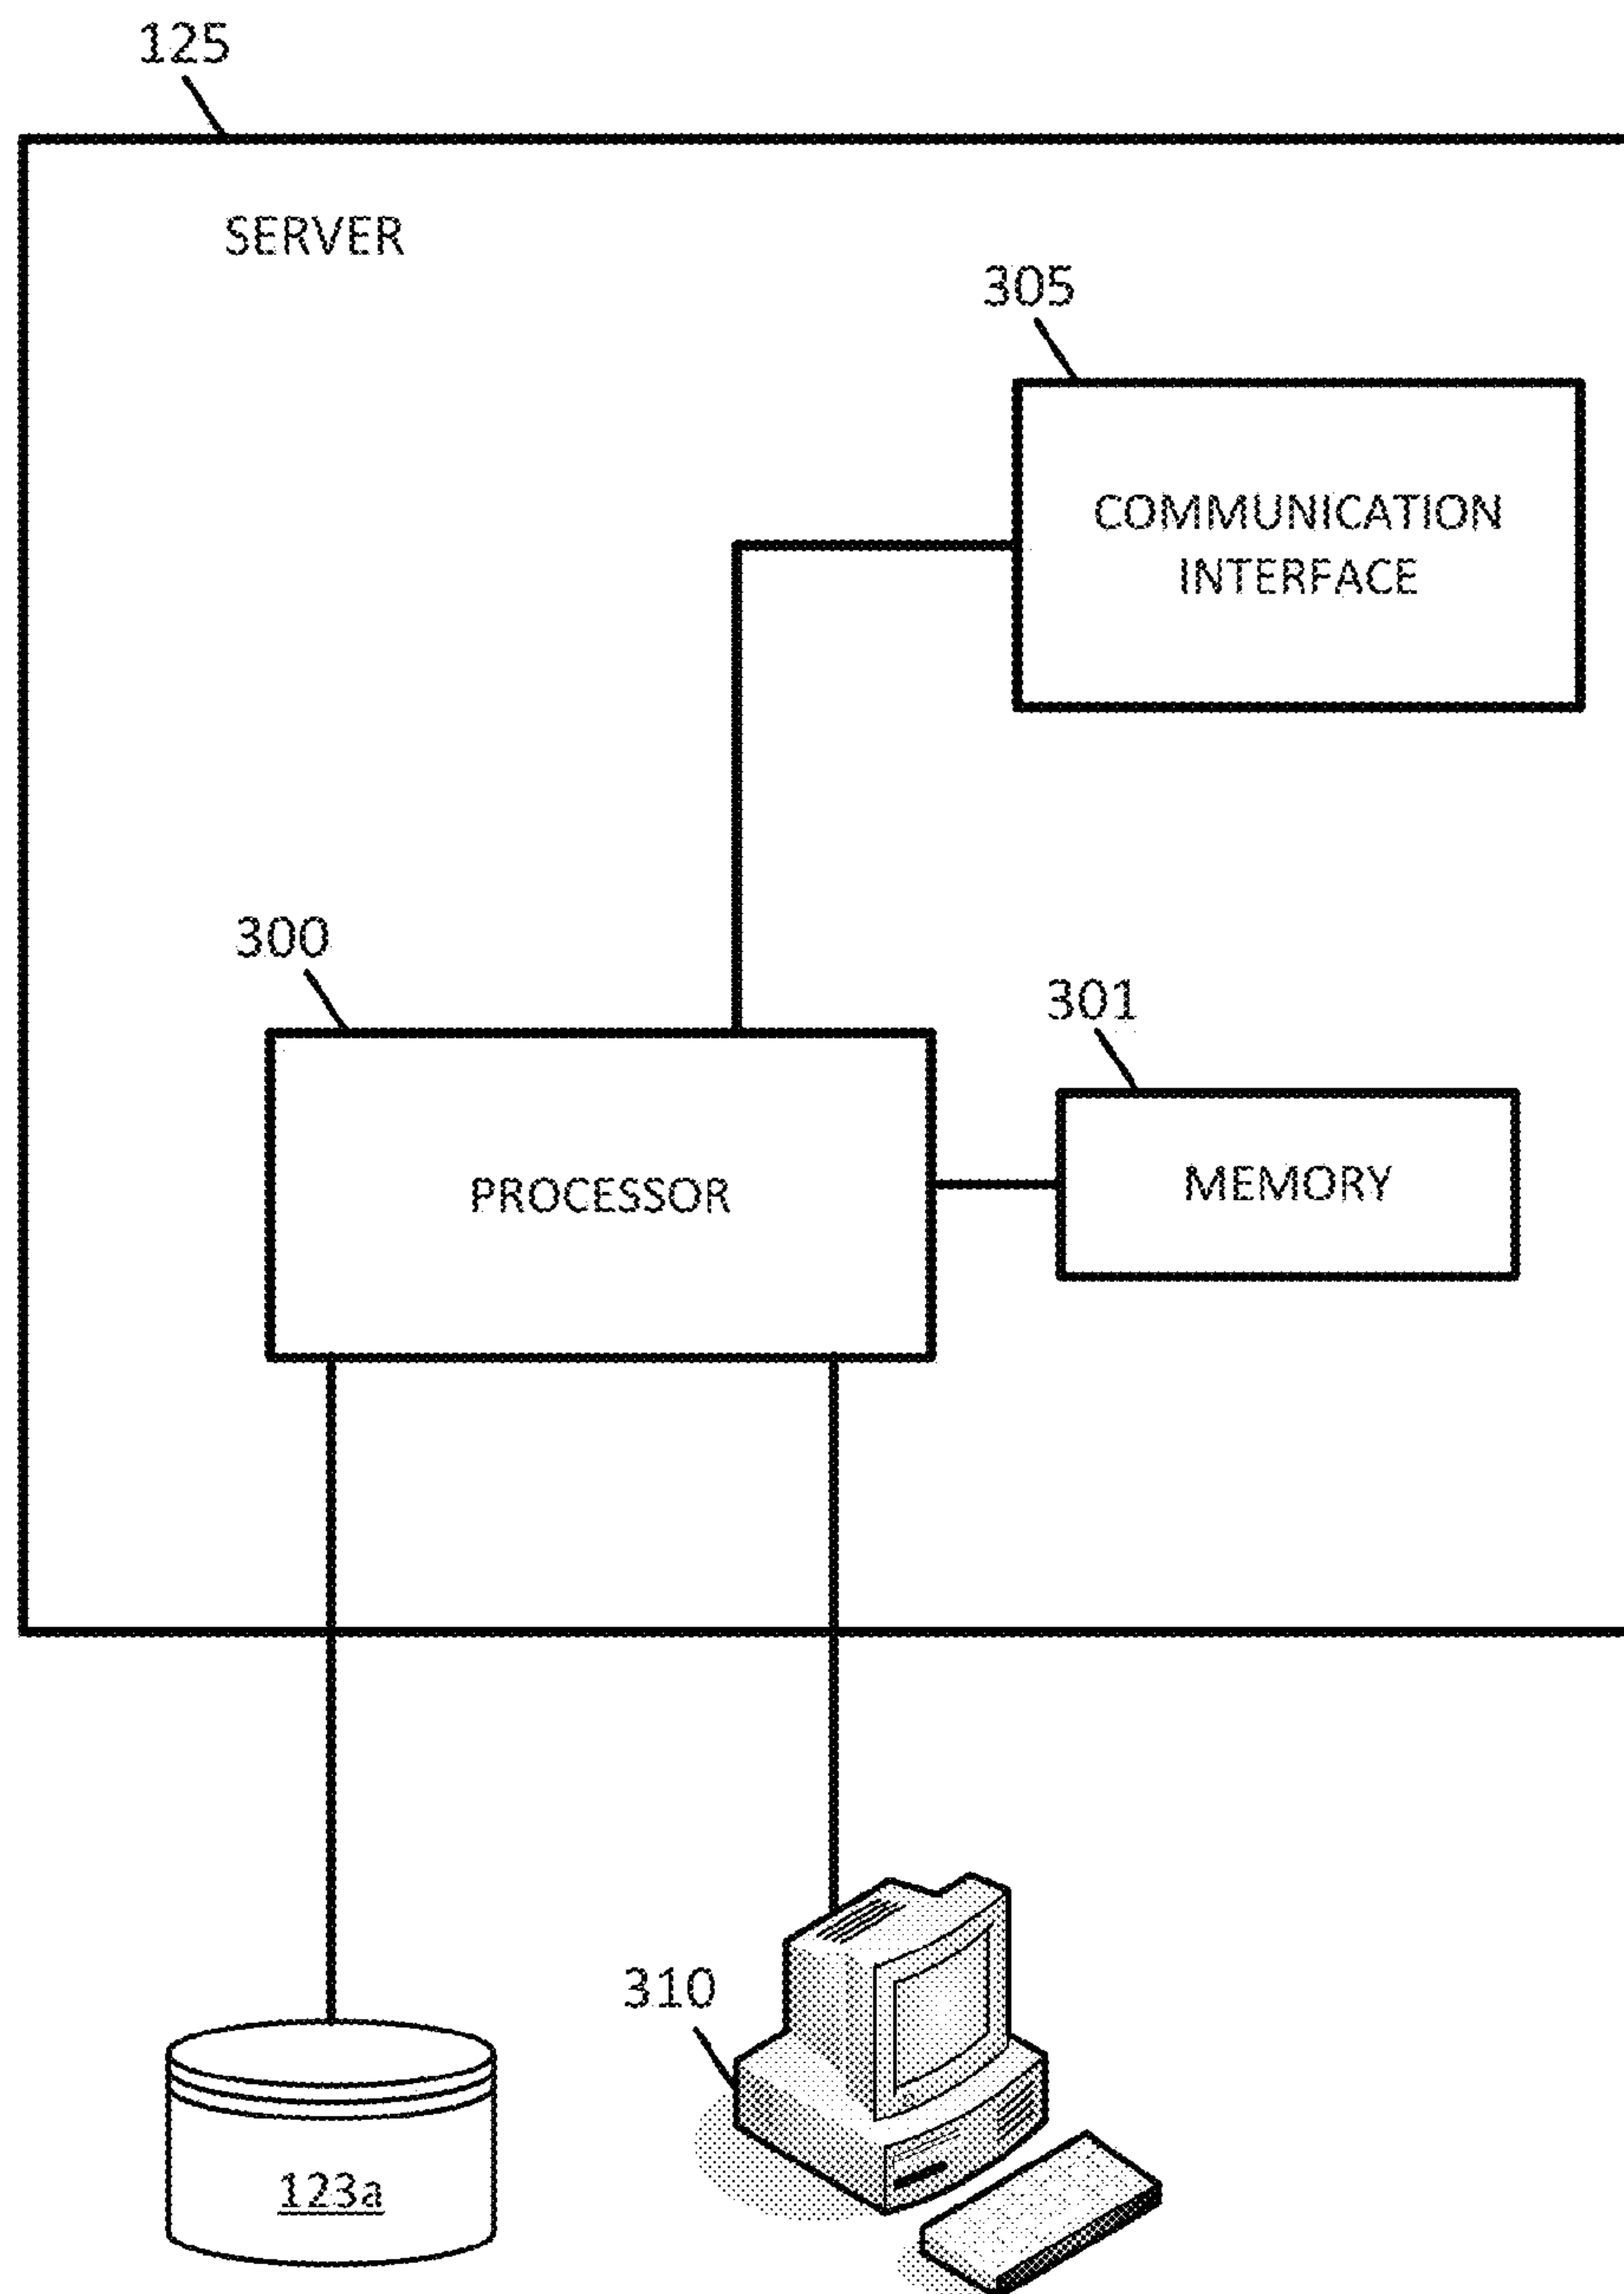 125
SERVER
305
COMMUNICATION
INTERFACE
300
301
PROCESSOR
MEMORY
310
123a